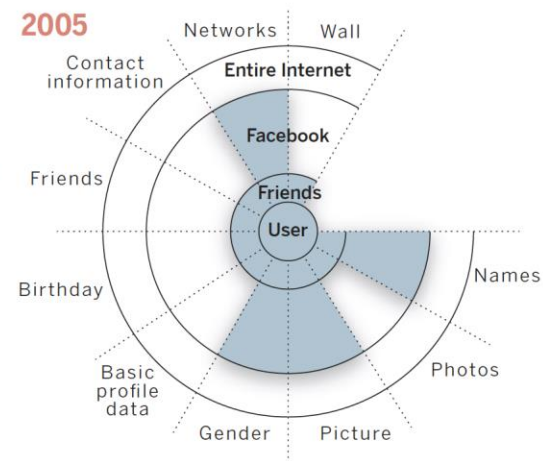 2005
Networks
Wall
Contact
information
Entire Internet
Facebook
Friends
Friends
User
Names
Birthday
Photos
Basic
profile
data
Gender
Picture